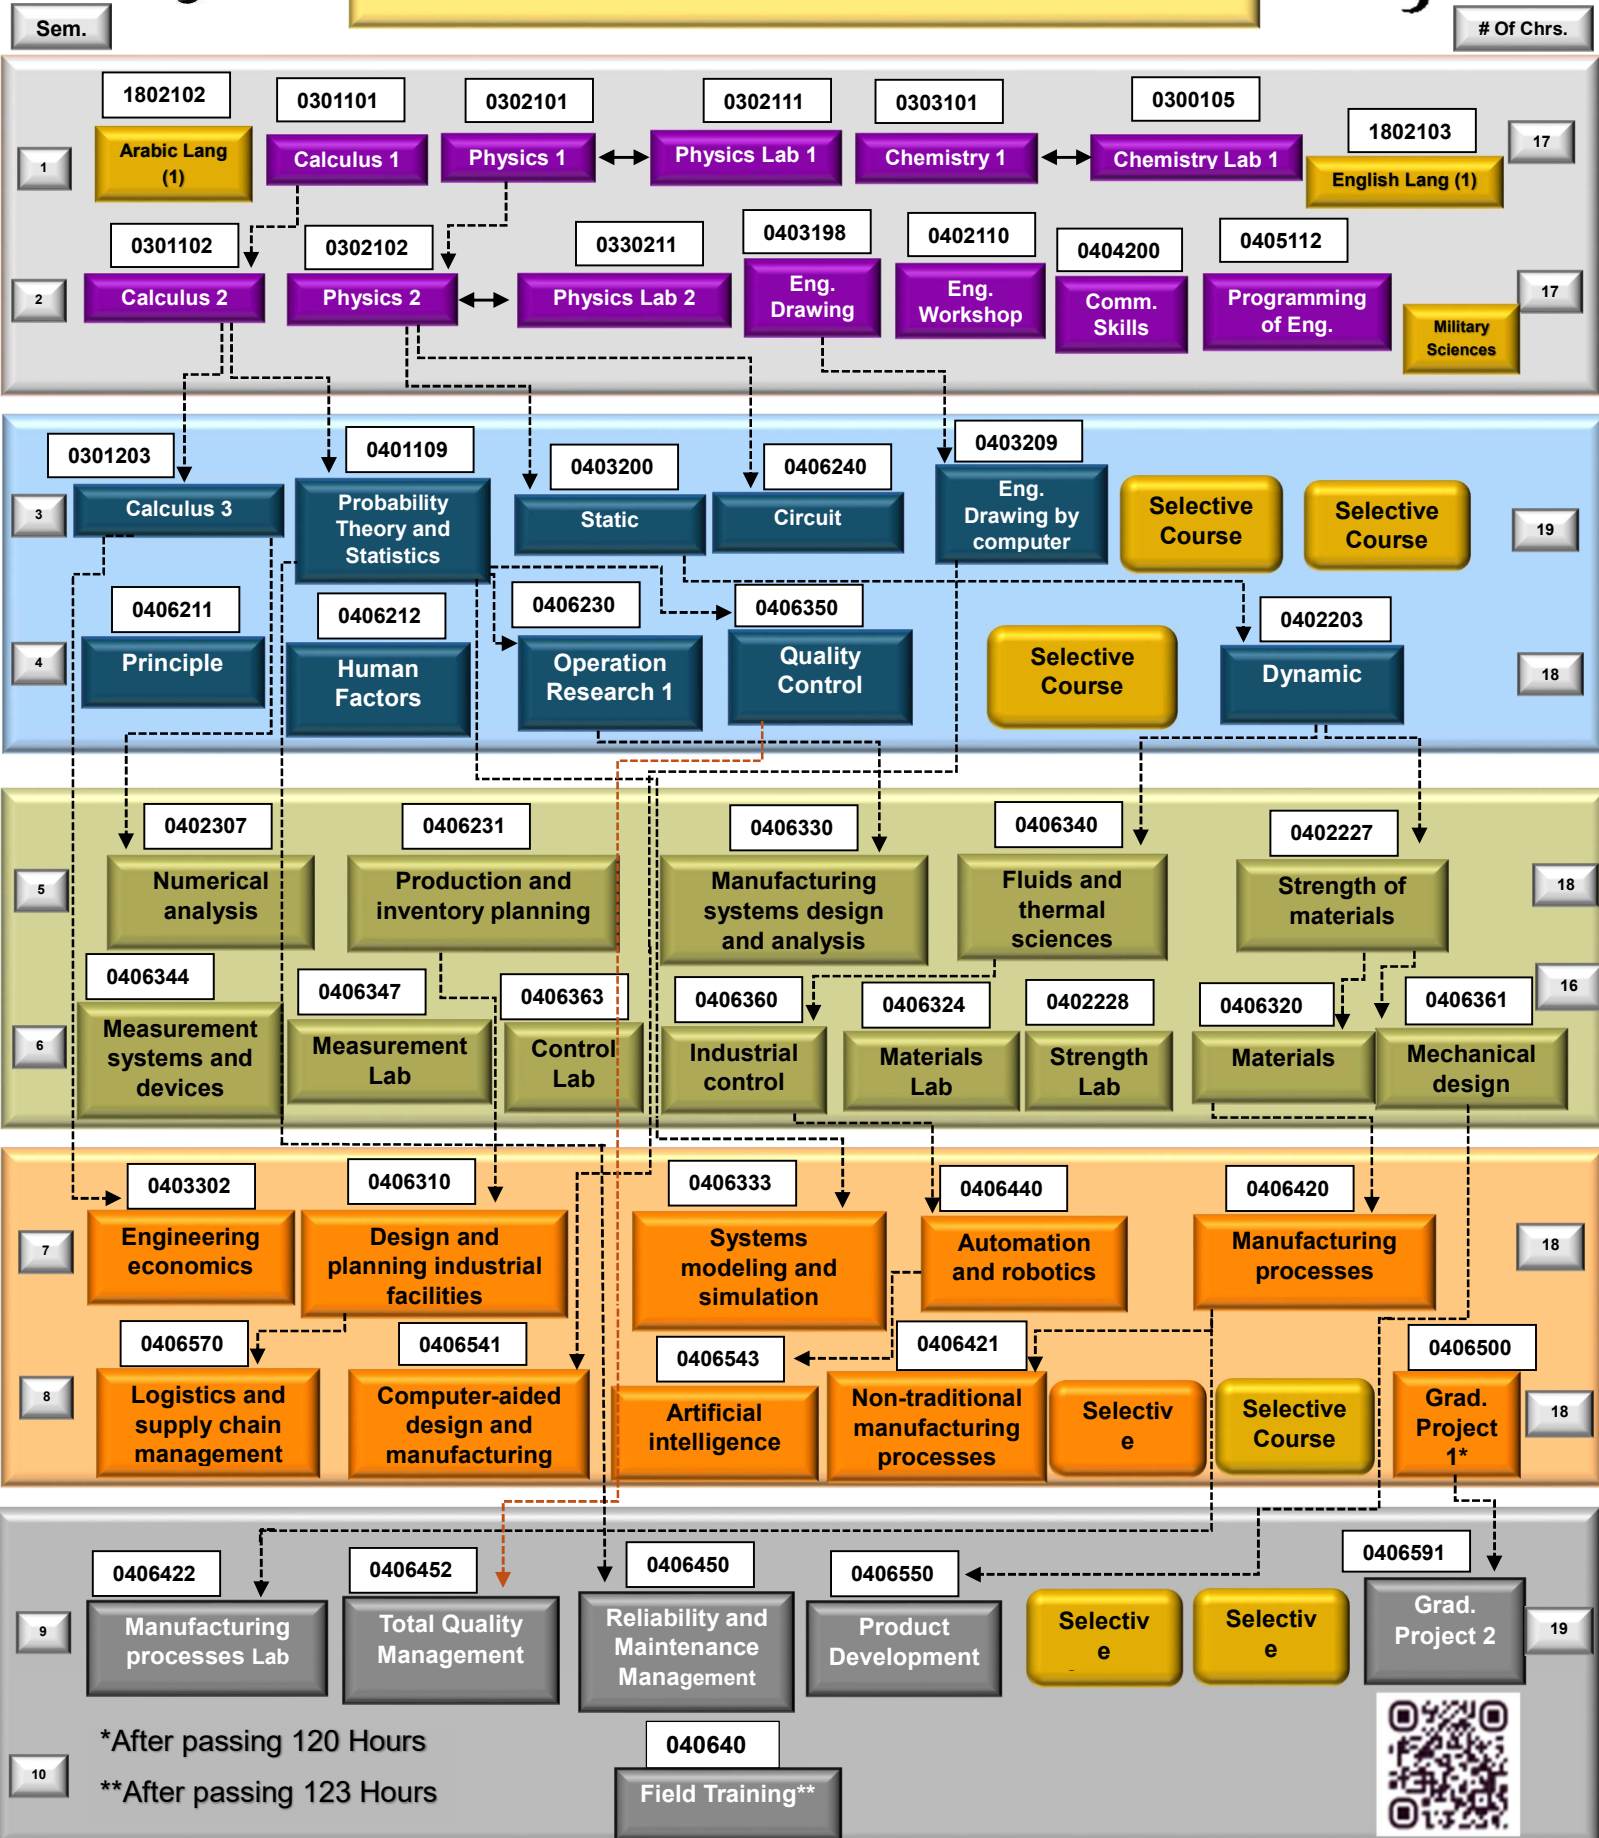 Sem.
# Of Chrs.
1802102
0301101
0302101
0302111
0303101
0300105
1802103
1
Arabic Lang
(1)
Calculus 1
Physics 1
Physics Lab 1
Chemistry 1
Chemistry Lab 1
English Lang (1)
17
0301102
0302102
0330211
0403198
0402110
0404200
0405112
2
Calculus 2
Physics 2
Physics Lab 2
Eng.
Drawing
Eng.
Workshop
Comm.
Skills
Programming
of Eng.
Military
Sciences
17
0301203
0401109
0403200
0406240
0403209
3
Calculus 3
Probability
Theory and
Statistics
Static
Circuit
Eng.
Drawing by
computer
Selective
Course
Selective
Course
19
0406211
0406212
0406230
0406350
0402203
4
Principle
Human
Factors
Operation
Research 1
Quality
Control
Selective
Course
Dynamic
18
0402307
0406231
0406330
0406340
0402227
5
Numerical
analysis
Production and
inventory planning
Manufacturing
systems design
and analysis
Fluids and
thermal
sciences
Strength of
materials
18
0406344
0406347
0406363
0406360
0406324
0402228
0406320
0406361
16
6
Measurement
systems and
devices
Measurement
Lab
Control
Lab
Industrial
control
Materials
Lab
Strength
Lab
Materials
Mechanical
design
0403302
0406310
0406333
0406440
0406420
7
Engineering
economics
Design and
planning industrial
facilities
Systems
modeling and
simulation
Automation
and robotics
Manufacturing
processes
18
0406570
0406541
0406543
0406421
0406500
8
Logistics and
supply chain
management
Computer-aided
design and
manufacturing
Artificial
intelligence
Non-traditional
manufacturing
processes
Selectiv
e
Selective
Course
Grad.
Project
1*
18
0406422
0406452
0406450
0406550
0406591
9
Manufacturing
processes Lab
Total Quality
Management
Reliability and
Maintenance
Management
Product
Development
Selectiv
e
Selectiv
e
Grad.
Project 2
19
*After passing 120 Hours
040640
10
**After passing 123 Hours
Field Training**